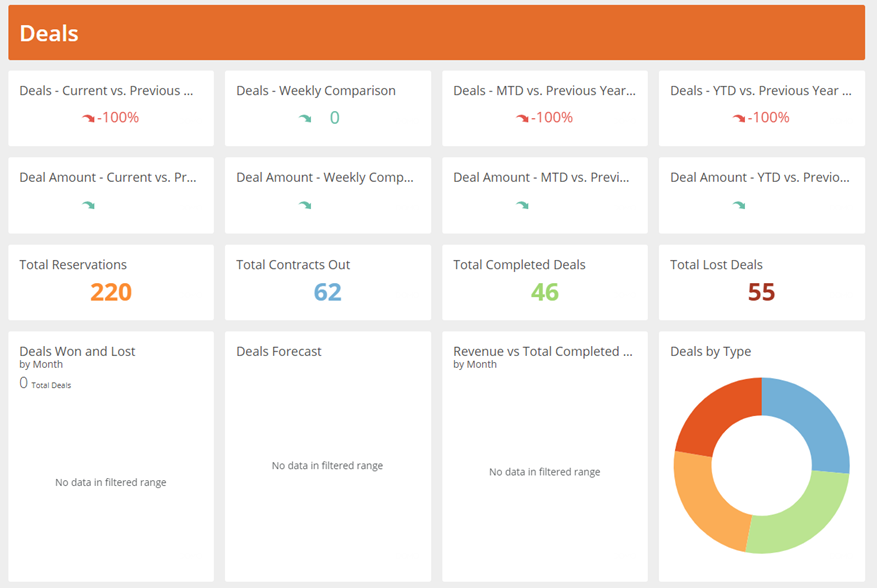 Deals
Deals - Current vs. Previous ...
Deals - Weekly Comparison
Deals - MTD vs. Previous Year...
Deals - YTD vs. Previous Year ...
-100%
0
-100%
-100%
Deal Amount - Current vs. Pr...
Deal Amount - Weekly Comp...
Deal Amount - MTD vs. Previ...
Deal Amount - YTD vs. Previo...
Total Reservations
Total Contracts Out
Total Completed Deals
Total Lost Deals
220
62
46
55
Deals Won and Lost
by Month
0 Total Deals
No data in filtered range
Deals Forecast
No data in filtered range
Revenue vs Total Completed ...
by Month
No data in filtered range
Deals by Type